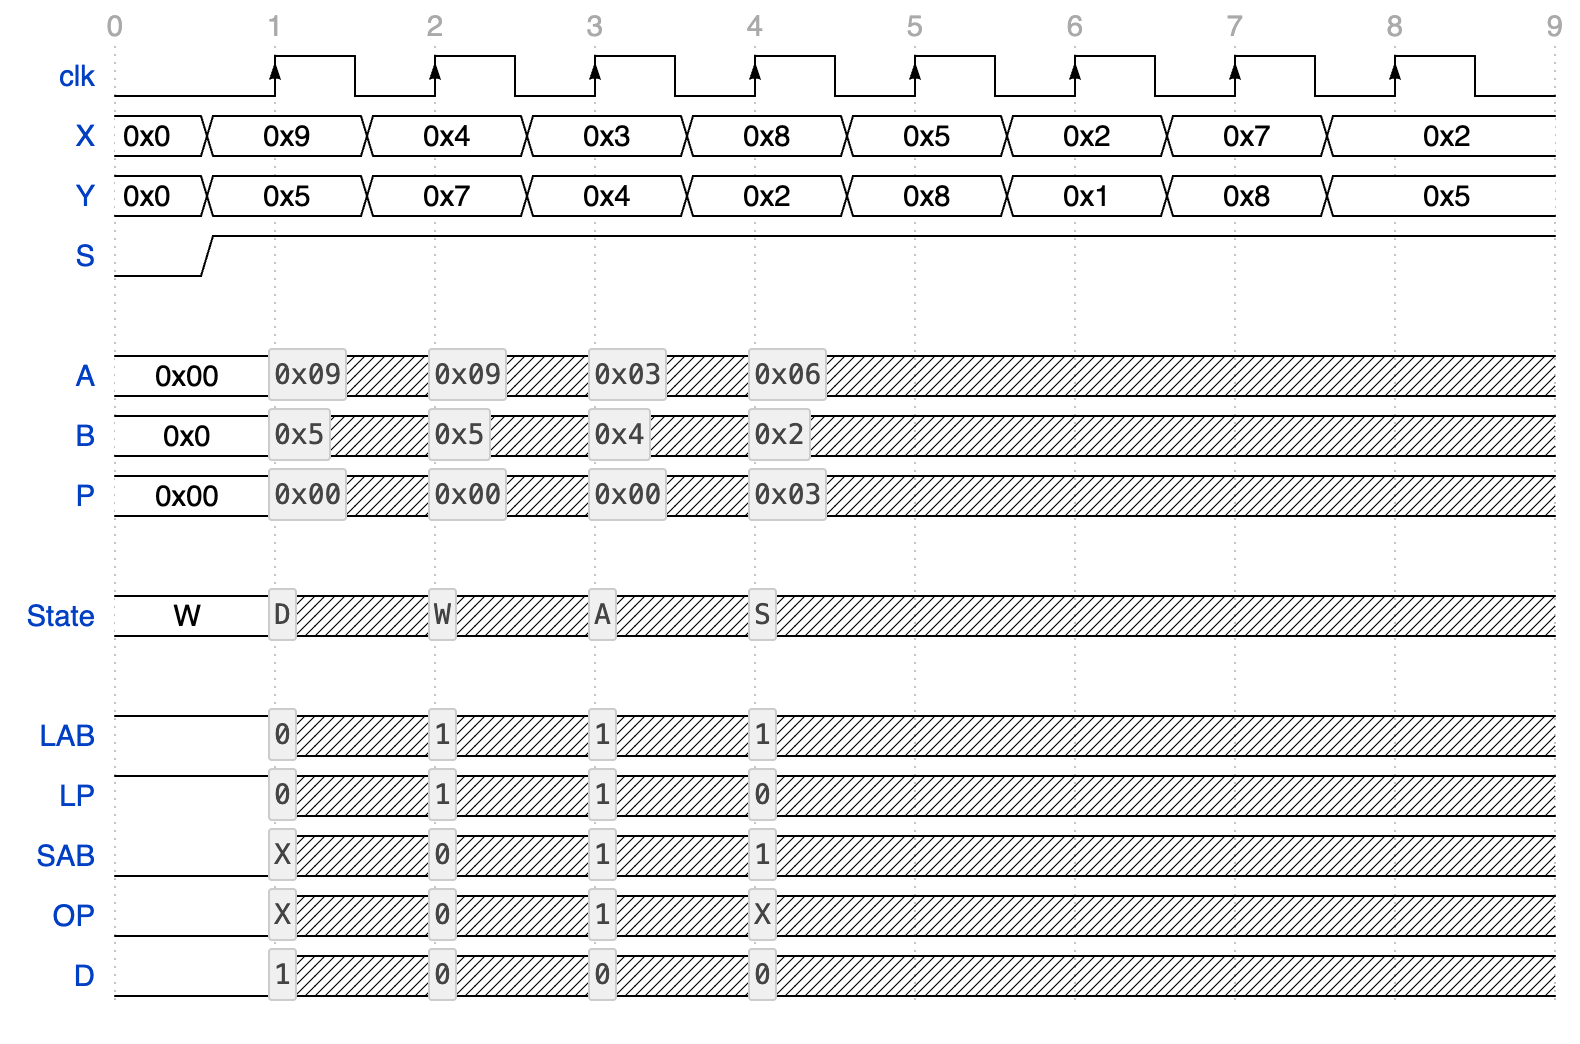 0 1 2 3 4 5 6 7 8 9
clk
X 0x0 0x9 0x4 0x3 0x8 0x5 0x2 0x7 0x2
Y 0x0 0x5 0x7 0x4 0x2 0x8 0x1 0x8 0x5
S
A 0x00 0x09 0x09 0x03 0x06
B 0x0 0x5 0x5 0x4 0x2
P 0x00 0x00 0x00 0x00 0x03
State W D W A S
LAB 0 1 1 1
LP 0 1 1 0
SAB X 0 1 1
OP X 0 1 X
D 1 0 0 0